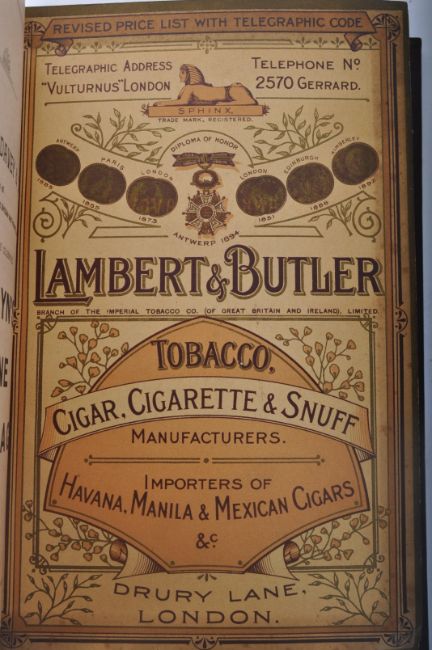 REVISED PRICE LIST WITH TELEGRAPHIC CODE
TELEGRAPHIC ADDRESS
"VULTURNUS" LONDON
TELEPHONE Nº
2570 GERRARD.
SPHINX.
TRADE MARK, REGISTERED.
DIPLOMA OF HONOR
ANTWERP
1885
PARIS
LONDON
1873
LONDON
1851
EDINBURGH
KIMBERLEY
1892
ANTWERP 1894
LAMBERT & BUTLER
BRANCH OF THE IMPERIAL TOBACCO CO. (OF GREAT BRITAIN AND IRELAND), LIMITED.
TOBACCO,
CIGAR, CIGARETTE & SNUFF
MANUFACTURERS.
IMPORTERS OF
HAVANA, MANILA & MEXICAN CIGARS
&c.
DRURY LANE,
LONDON.